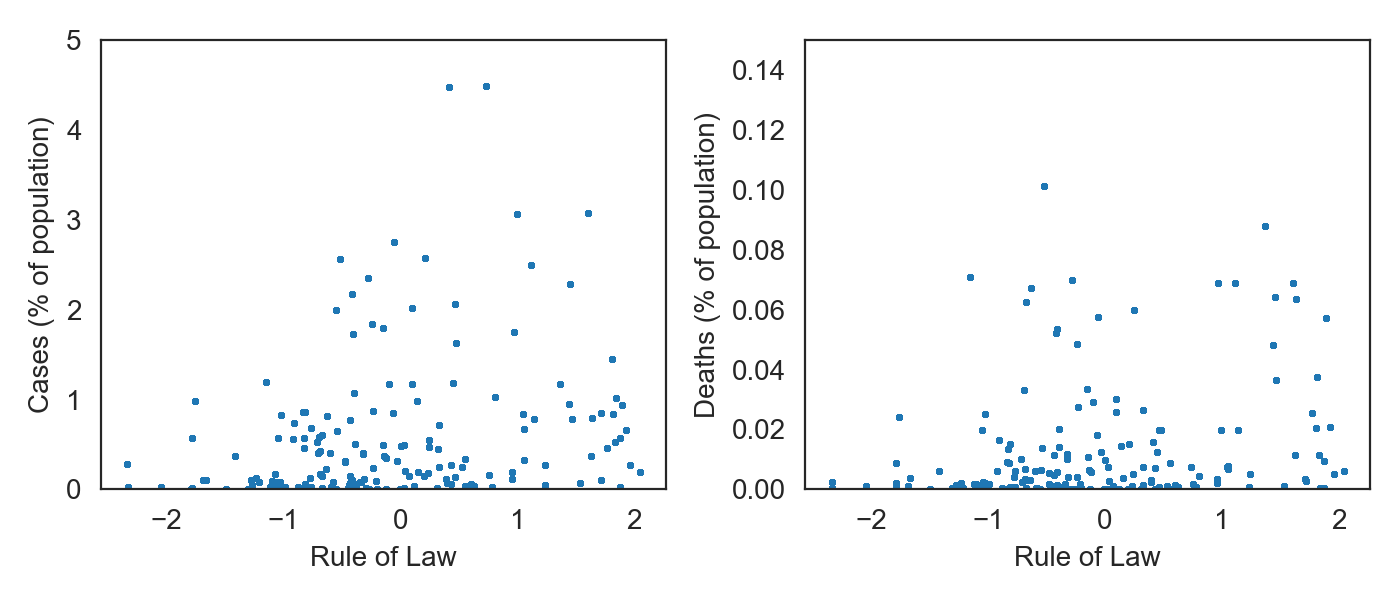 Cases (% of population)
5
4
3
2
1
0
−2 −1 0 1 2
Rule of Law
Deaths (% of population)
0.14
0.12
0.10
0.08
0.06
0.04
0.02
0.00
−2 −1 0 1 2
Rule of Law